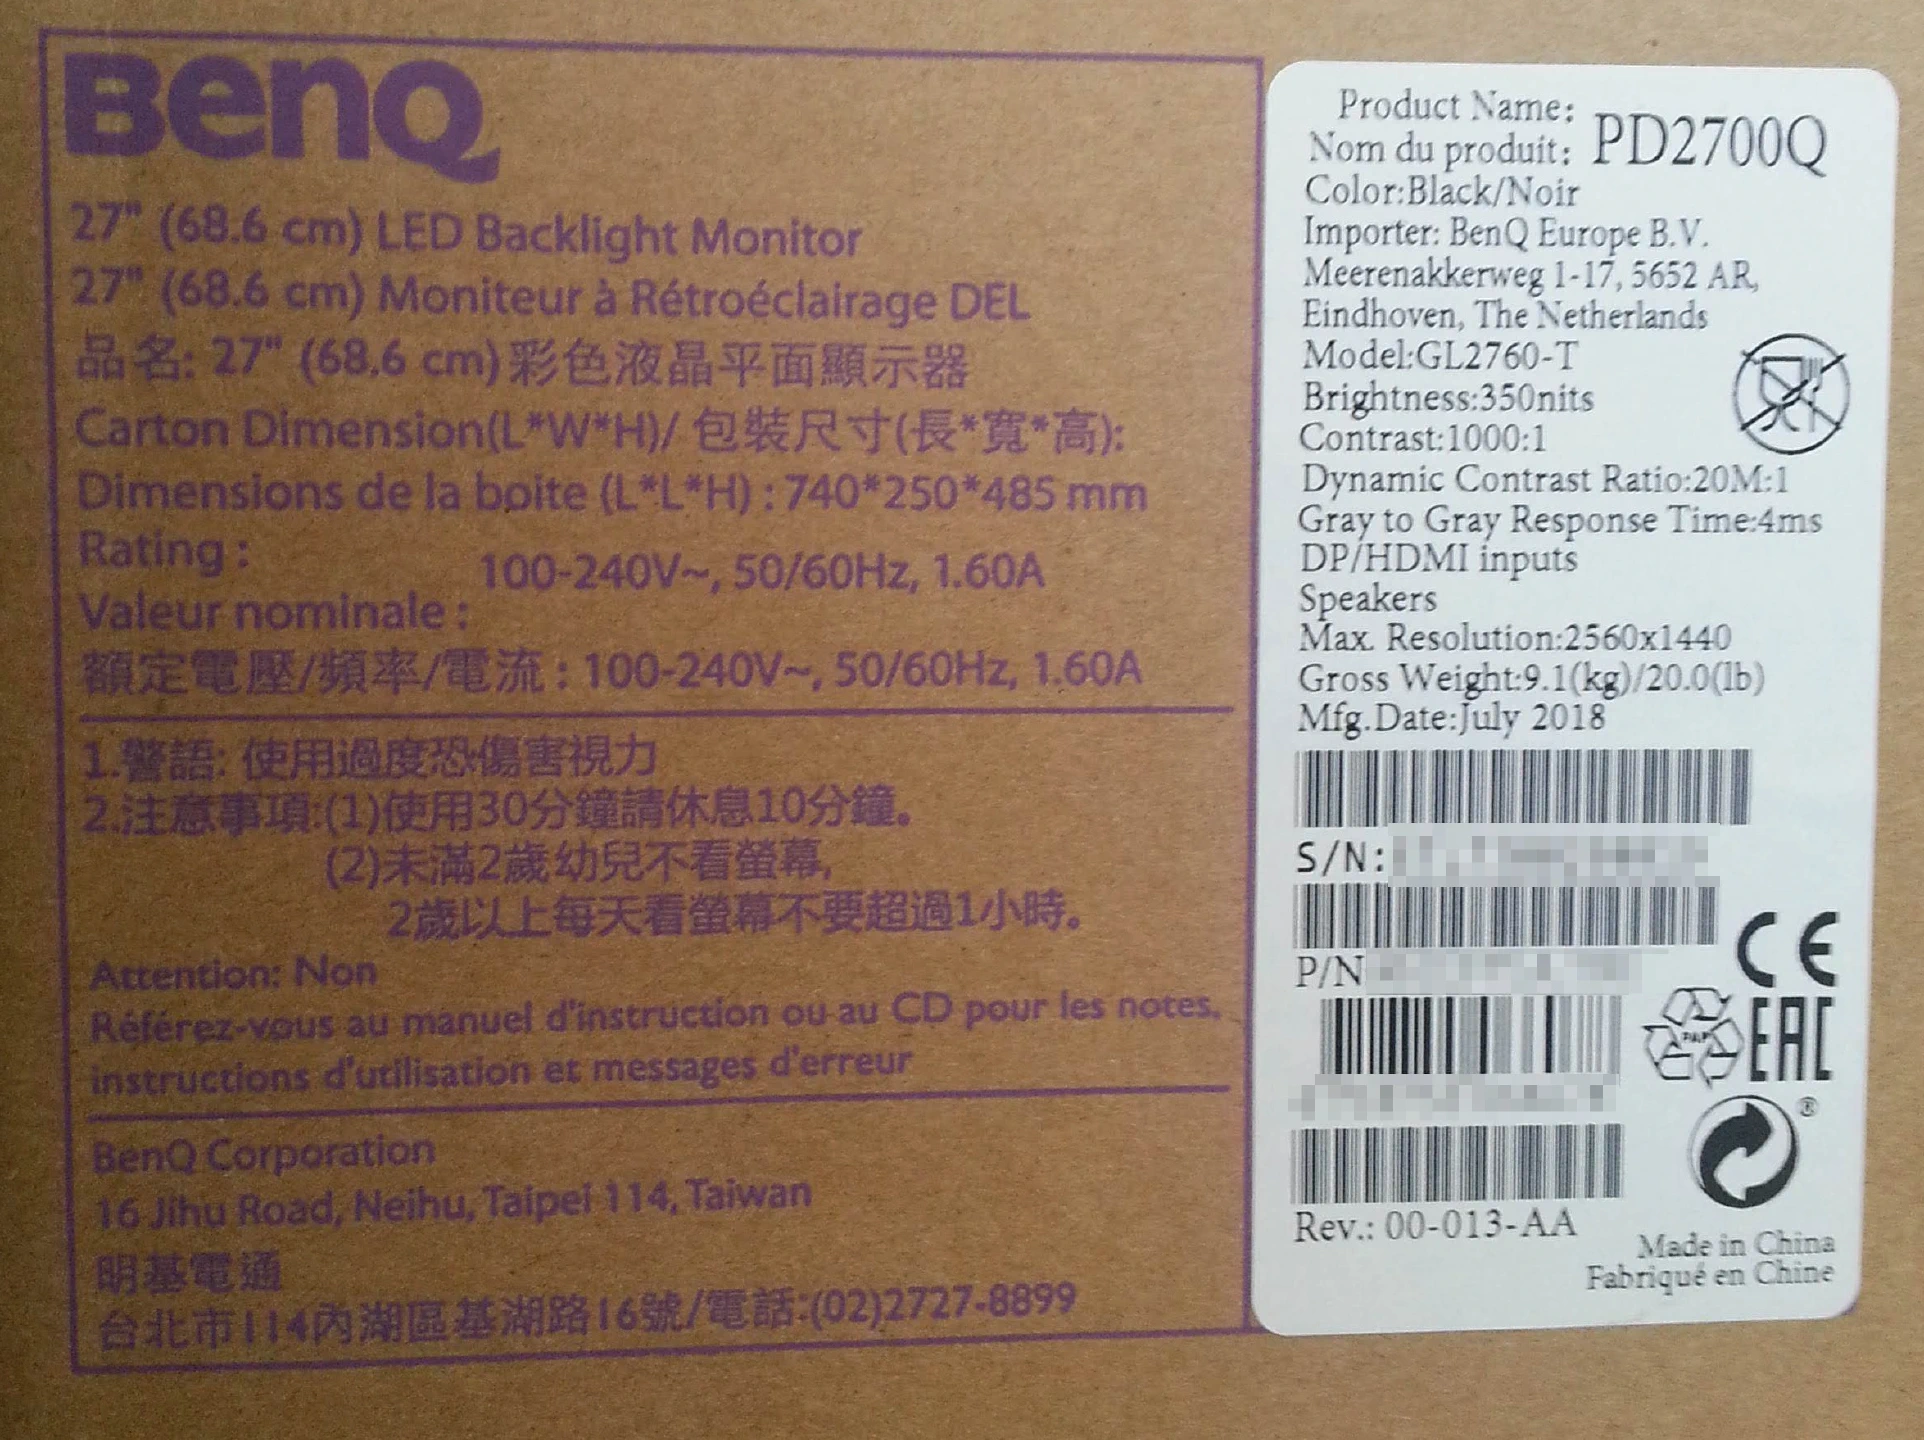 BenQ
27" (68.6 cm) LED Backlight Monitor
27" (68.6 cm) Moniteur à Rétroéclairage DEL
品名: 27" (68.6 cm)彩色液晶平面顯示器
Carton Dimension(L*W*H)/ 包裝尺寸(長*寬*高):
Dimensions de la boite (L*L*H) : 740*250*485 mm
Rating :
100-240V~, 50/60Hz, 1.60A
Valeur nominale :
額定電壓/頻率/電流 : 100-240V~, 50/60Hz, 1.60A
1.警語: 使用過度恐傷害視力
2.注意事項:(1)使用30分鐘請休息10分鐘。
(2)未滿2歲幼兒不看螢幕,
2歲以上每天看螢幕不要超過1小時。
Attention: Non
Référez-vous au manuel d'instruction ou au CD pour les notes,
instructions d'utilisation et messages d'erreur
BenQ Corporation
16 Jihu Road, Neihu, Taipei 114, Taiwan
明基電通
台北市114內湖區基湖路16號/電話:(02)2727-8899
Product Name:
Nom du produit: PD2700Q
Color:Black/Noir
Importer: BenQ Europe B.V.
Meerenakkerweg 1-17, 5652 AR,
Eindhoven, The Netherlands
Model:GL2760-T
Brightness:350nits
Contrast:1000:1
Dynamic Contrast Ratio:20M:1
Gray to Gray Response Time:4ms
DP/HDMI inputs
Speakers
Max. Resolution:2560x1440
Gross Weight:9.1(kg)/20.0(lb)
Mfg.Date:July 2018
S/N:
P/N
CE
PAP
EAC
®
Rev.: 00-013-AA
Made in China
Fabriqué en Chine